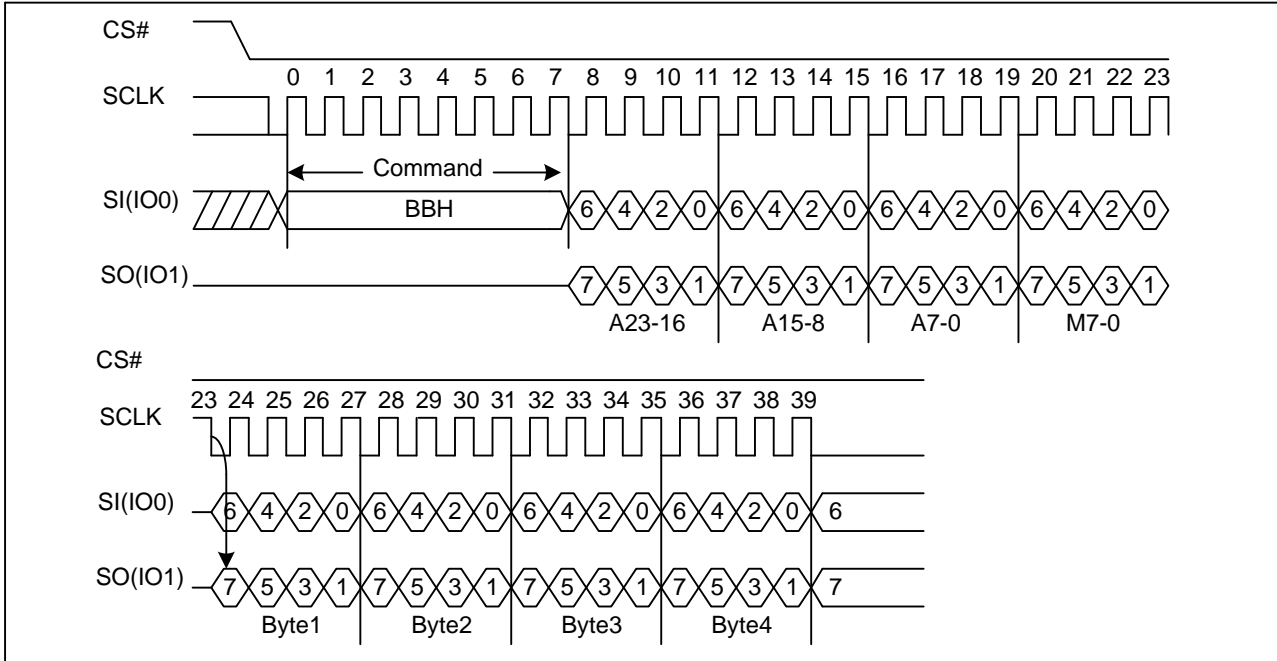 CS#
0 1 2 3 4 5 6 7 8 9 10 11 12 13 14 15 16 17 18 19 20 21 22 23
SCLK
Command
SI(IO0) BBH 6 4 2 0 6 4 2 0 6 4 2 0 6 4 2 0
SO(IO1) 7 5 3 1 7 5 3 1 7 5 3 1 7 5 3 1
A23-16 A15-8 A7-0 M7-0
CS#
23 24 25 26 27 28 29 30 31 32 33 34 35 36 37 38 39
SCLK
SI(IO0) 6 4 2 0 6 4 2 0 6 4 2 0 6 4 2 0 6
SO(IO1) 7 5 3 1 7 5 3 1 7 5 3 1 7 5 3 1 7
Byte1 Byte2 Byte3 Byte4